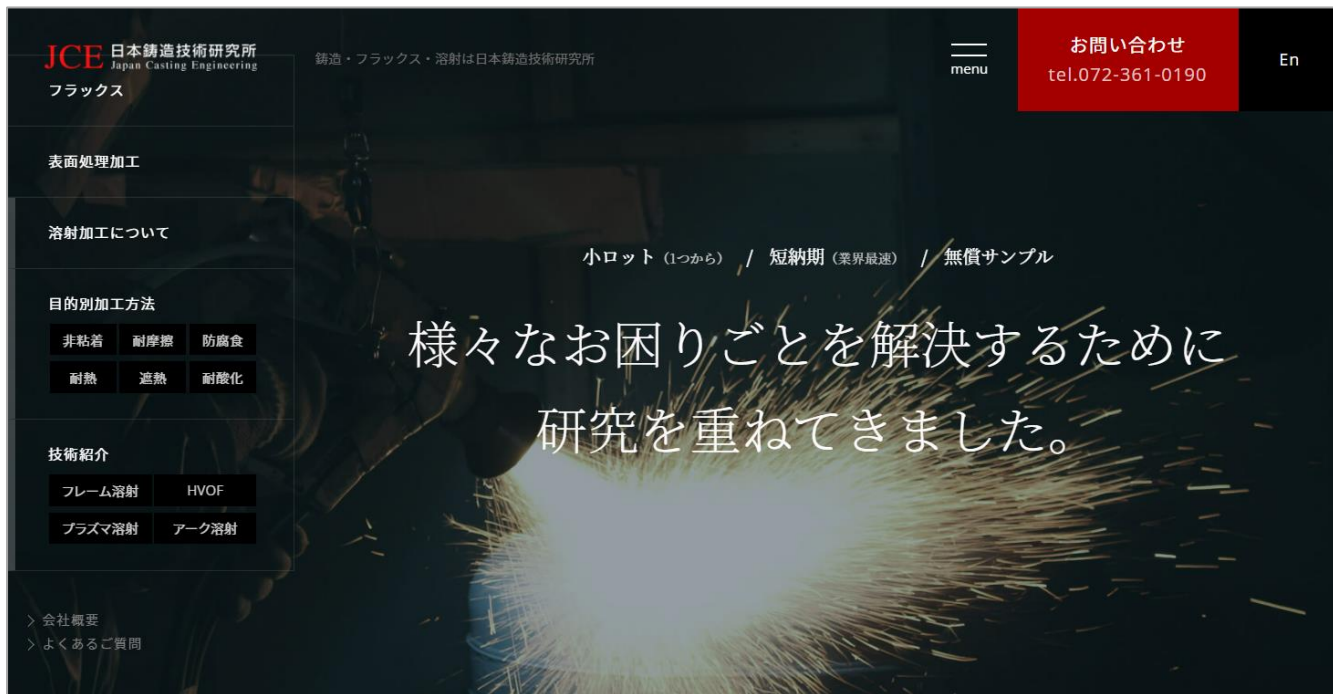 JCE 日本鋳造技術研究所
Japan Casting Engineering
鋳造・フラックス・溶射は日本鋳造技術研究所
menu
お問い合わせ
tel.072-361-0190
En
フラックス
表面処理加工
溶射加工について
目的別加工方法
非粘着 耐摩擦 防腐食
耐熱 遮熱 耐酸化
技術紹介
フレーム溶射 HVOF
プラズマ溶射 アーク溶射
> 会社概要
> よくあるご質問
小ロット（1つから） / 短納期（業界最速） / 無償サンプル
様々なお困りごとを解決するために
研究を重ねてきました。